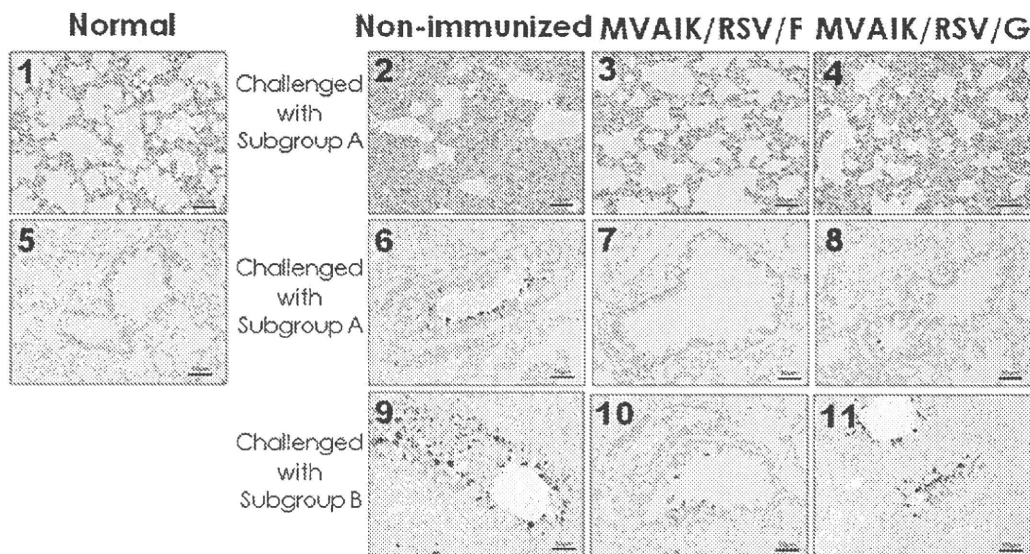 Normal
Non-immunized MVAIK/RSV/F MVAIK/RSV/G
1
Challenged
with
Subgroup A
2
3
4
5
Challenged
with
Subgroup A
6
7
8
Challenged
with
Subgroup B
9
10
11